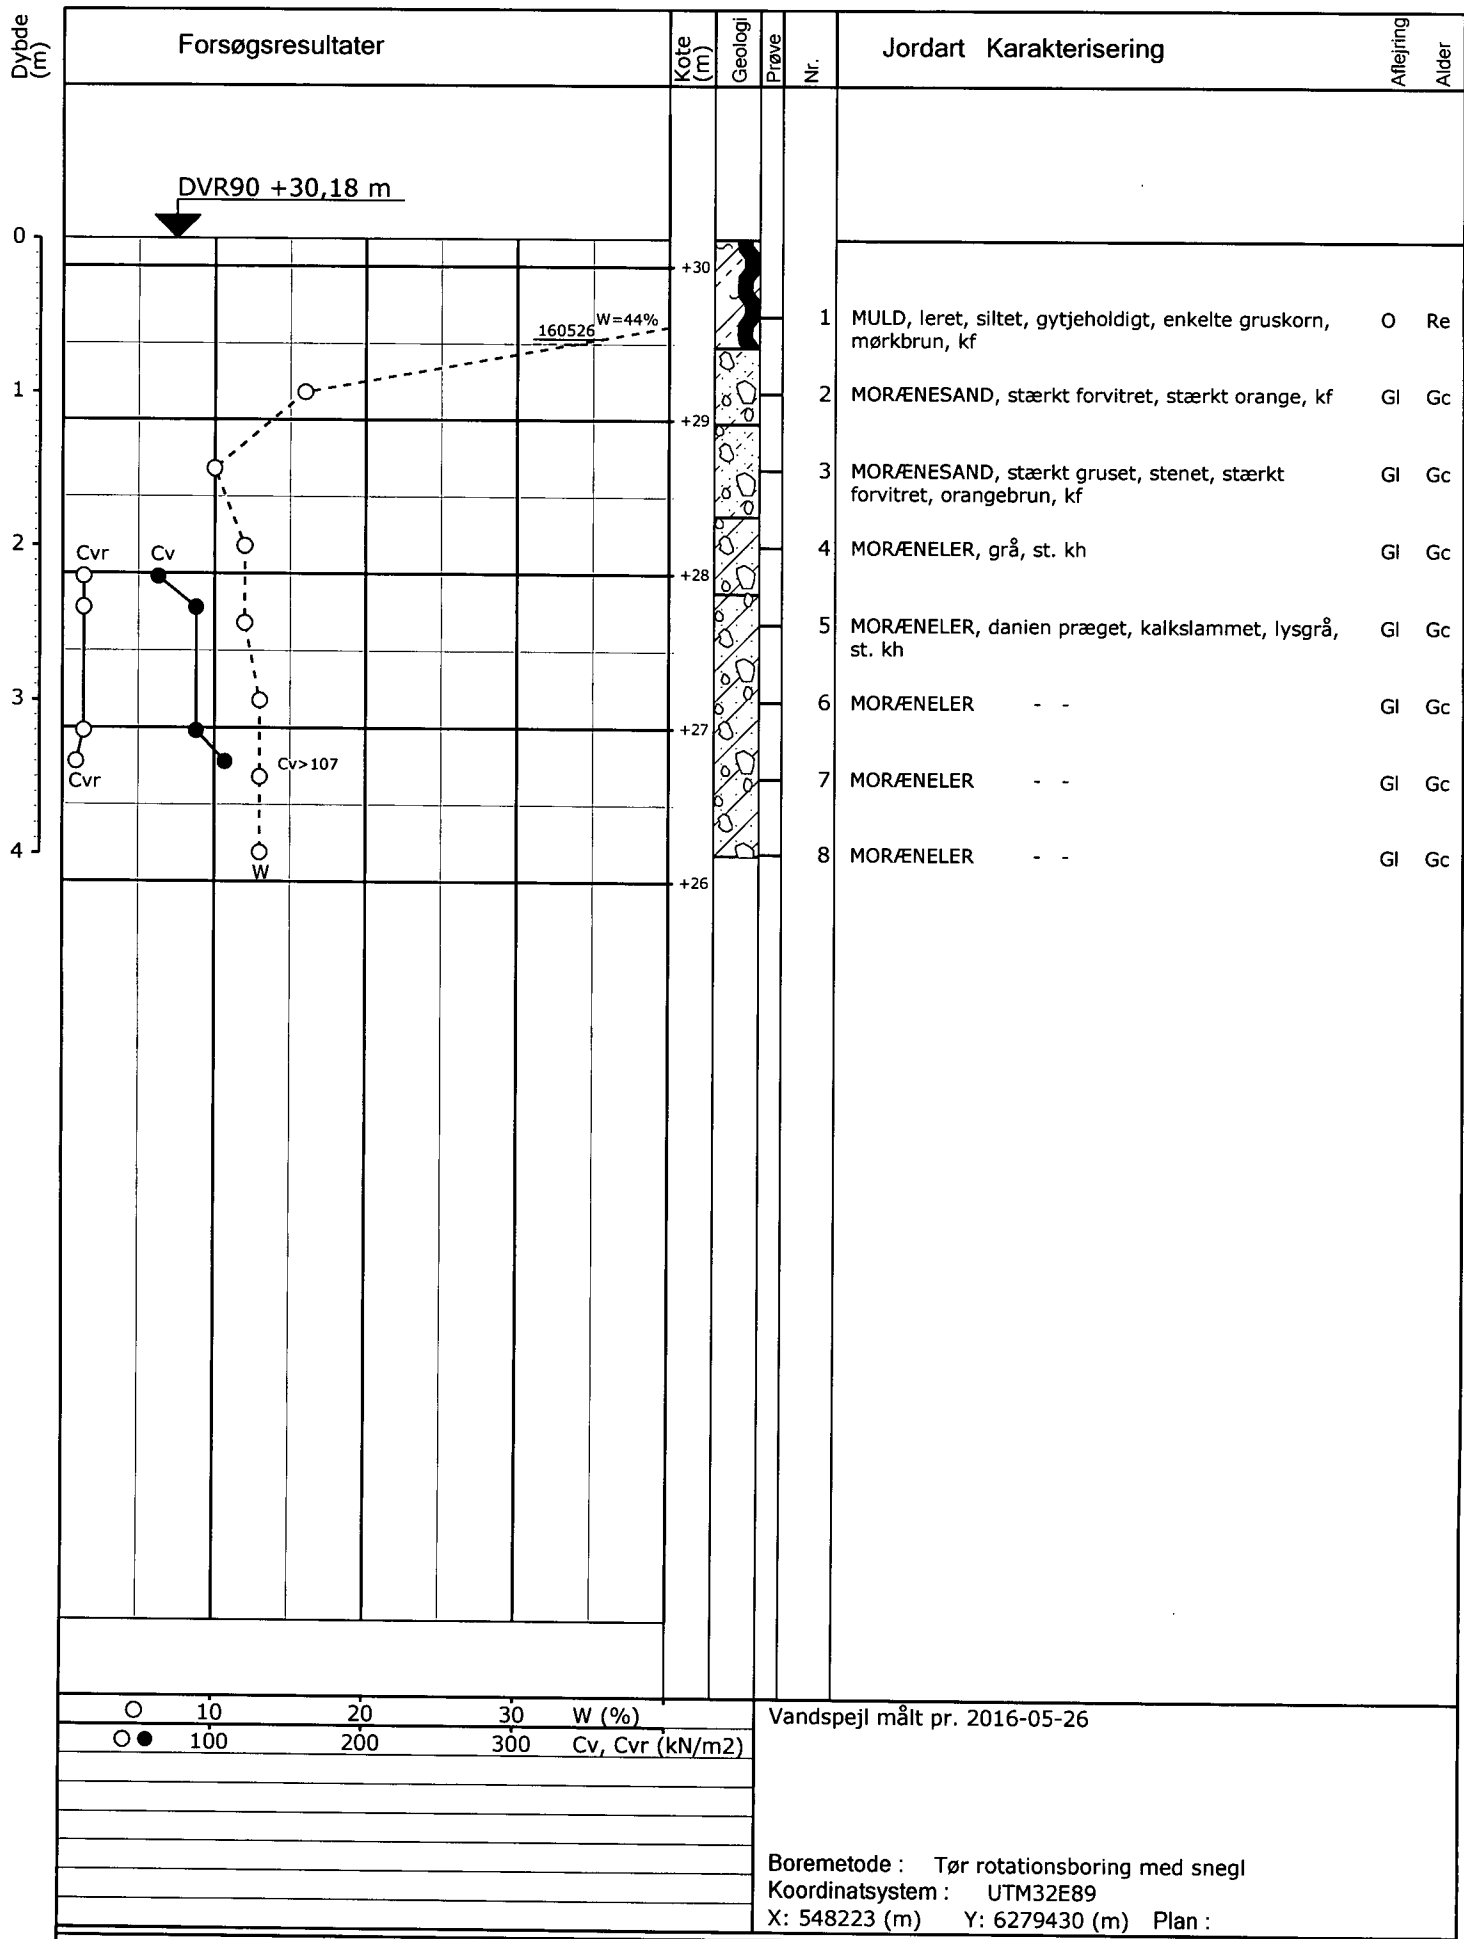 Dybde (m)
Forsøgsresultater
Kote (m)
Geologi
Prøve
Nr.
Jordart Karakterisering
Aflejring
Alder
DVR90 +30,18 m
0
+30
160526
W=44%
1 MULD, leret, siltet, gytjeholdigt, enkelte gruskorn, O Re
mørkbrun, kf
1
2 MORÆNESAND, stærkt forvitret, stærkt orange, kf Gl Gc
+29
3 MORÆNESAND, stærkt gruset, stenet, stærkt Gl Gc
forvitret, orangebrun, kf
2
Cvr Cv
4 MORÆNELER, grå, st. kh Gl Gc
+28
5 MORÆNELER, danien præget, kalkslammet, lysgrå, Gl Gc
st. kh
3
6 MORÆNELER - - Gl Gc
+27
Cvr
Cv>107
7 MORÆNELER - - Gl Gc
4
W
8 MORÆNELER - - Gl Gc
+26
10 20 30 W (%)
100 200 300 Cv, Cvr (kN/m2)
Vandspejl målt pr. 2016-05-26
Boremetode : Tør rotationsboring med snegl
Koordinatsystem : UTM32E89
X: 548223 (m) Y: 6279430 (m) Plan :